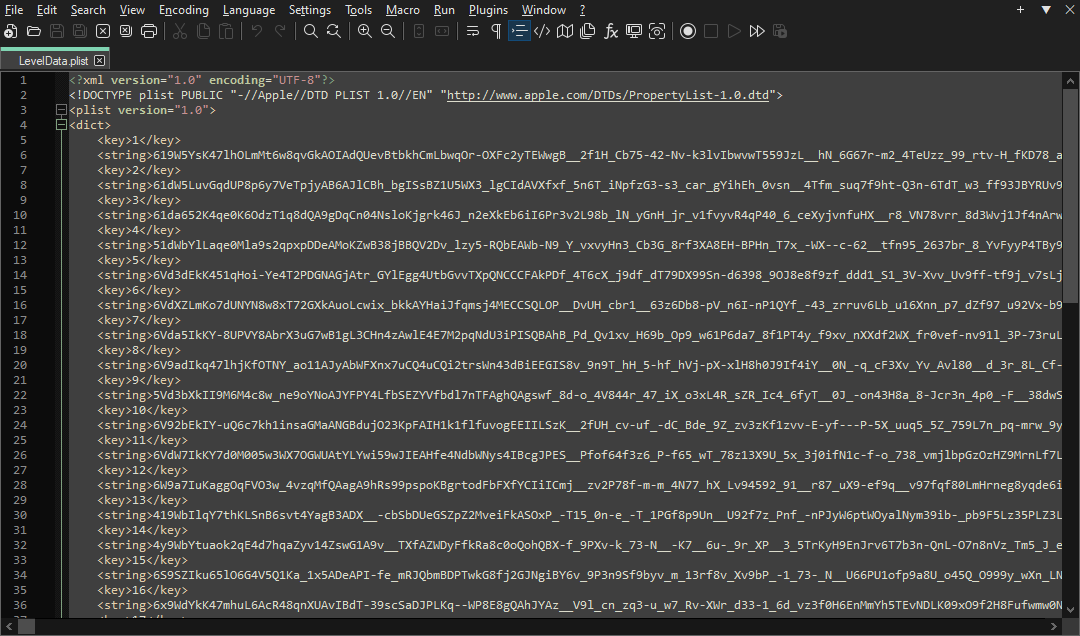 File Edit Search View Encoding Language Settings Tools Macro Run Plugins Window ?
LevelData.plist
1 <?xml version="1.0" encoding="UTF-8"?>
2 <!DOCTYPE plist PUBLIC "-//Apple//DTD PLIST 1.0//EN" "http://www.apple.com/DTDs/PropertyList-1.0.dtd">
3 <plist version="1.0">
4 <dict>
5 <key>1</key>
6 <string>619W5YsK47lhOLmMt6w8qvGkAOIAdQUevBtbkhCmLbwqOr-OXFc2yTEWwgB__2f1H_Cb75-42-Nv-k3lvIbwvwT559JzL__hN_6G67r-m2_4TeUzz_99_rtv-H_fKD78_a
7 <key>2</key>
8 <string>61dW5LuvGqdUP8p6y7VeTpjyAB6AJlCBh_bgISsBZ1U5WX3_lgCIdAVXfxf_5n6T_iNpfzG3-s3_car_gYihEh_0vsn__4Tfm_suq7f9ht-Q3n-6TdT_w3_ff93JBYRUv9
9 <key>3</key>
10 <string>61da652K4qe0K6OdzT1q8dQA9gDqCn04NsloKjgrk46J_n2eXkEb6iI6Pr3v2L98b_lN_yGnH_jr_v1fvyvR4qP40_6_ceXyjvnfuHX__r8_VN78vrr_8d3Wvj1Jf4nArw
11 <key>4</key>
12 <string>51dWbYlLaqe0Mla9s2qpxpDDeAMoKZwB38jBBQV2Dv_lzy5-RQbEAWb-N9_Y_vxvyHn3_Cb3G_8rf3XA8EH-BPHn_T7x_-WX--c-62__tfn95_2637br_8_YvFyyP4TBy9
13 <key>5</key>
14 <string>6Vd3dEkK451qHoi-Ye4T2PDGNAGjAtr_GYlEgg4UtbGvvTXpQNCCCFAkPDf_4T6cX_j9df_dT79DX99Sn-d6398_9OJ8e8f9zf_ddd1_S1_3V-Xvv_Uv9ff-tf9j_v7sLj
15 <key>6</key>
16 <string>6VdXZLmKo7dUNYN8w8xT72GXkAuoLcwix_bkkAYHaiJfqmsj4MECCSQLOP__DvUH_cbr1__63z6Db8-pV_n6I-nP1QYf_-43_zrruv6Lb_u16Xnn_p7_dZf97_u92Vx-b9
17 <key>7</key>
18 <string>6Vda5IkKY-8UPVY8AbrX3uG7wB1gL3CHn4zAwlE4E7M2pqNdU3iPISQBAhB_Pd_Qv1xv_H69b_Op9_w61P6da7_8f1PT4y_f9xv_nXXdf2WX_fr0vef-nv91l_3P-73ruL
19 <key>8</key>
20 <string>6V9adIkq47lhjKfOTNY_ao11AJyAbWFXnx7uCQ4uCQi2trsWn43dBiEEGIS8v_9n9T_hH_5-hf_hVj-pX-xlH8h0J9If4iY__0N_-q_cF3Xv_Yv_Avl80__d_3r_8L_Cf-
21 <key>9</key>
22 <string>5Vd3bXkII9M6M4c8w_ne9oYNoAJYFPY4LfbSEZYVfbdl7nTFAghQAgswf_8d-o_4V844r_47_iX_o3xL4R_sZR_Ic4_6fyT__0J_-on43H8a_8-Jcr3n_4p0_-F__38dwS
23 <key>10</key>
24 <string>6V92bEkIY-uQ6c7kh1insaGMaANGBdujO23KpFAIH1k1flfuvogEEIILSzK__2fUH_cv-uf_-dC_Bde_9Z_zv3zKf1zvv-E-yf---P-5X_uuq5_5Z_759L7n_pq-mrw_9y
25 <key>11</key>
26 <string>6VdW7IkKY7d0M005w3WX7OGWUAtYLYwi59wJIEAHfe4NdbWNys4IBcgJPES__Pfof64f3z6_P-f65_wT_78z13X9U_5x_3j0ifN1c-f-o_738_vmjlbpGzOzHZ9MrnLf7L
27 <key>12</key>
28 <string>6W9a7IuKaggOqFVO3w_4vzqMfQAagA9hRs99pspoKBgrtodFbFXfYCIiICmj__zv2P78f-m-m_4N77_hX_Lv94592_91__r87_uX9-ef9q__v97fqf80LmHrneg8yqde6i
29 <key>13</key>
30 <string>419WbIlqY7thKLSnB6svt4YagB3ADX__-cbSbDUeGSZpZ2MveiFkASOxP_-T15_0n-e_-T_1PGf8p9Un__U92f7z_Pnf_-nPJyW6ptWOyalNym39ib-_pb9F5Lz35PLZ3L
31 <key>14</key>
32 <string>4y9WbYtuaok2qE4d7hqaZyv14ZswG1A9v__TXfAZWDyFfkRa8c0oQohQBX-f_9PXv-k_73-N__-K7__6u-_9r_XP__3_5TrKyH9EnJrv6T7b3n-QnL-O7n8nVz_Tm5_J_e
33 <key>15</key>
34 <string>6S9SZIku65lO6G4V5Q1Ka_1x5ADeAPI-fe_mRJQbmBDPTwkG8fj2GJNgiBY6v_9P3n9Sf9byv_m_13rf8v_Xv9bP_-1_73-_N__U66PU1ofp9a8U_o45Q_O999y_wXn_LN
35 <key>16</key>
36 <string>6x9WdYkK47mhuL6AcR48qnXUAvIBdT-39scSaDJPLKq--WP8E8gQAhJYAz__V9l_cn_zq3-u_w7_Rv-XWr_d33-1_6d_vz3f0H6EnMmYh5TEvNDLK09xO9f2H8Fufwmw0N